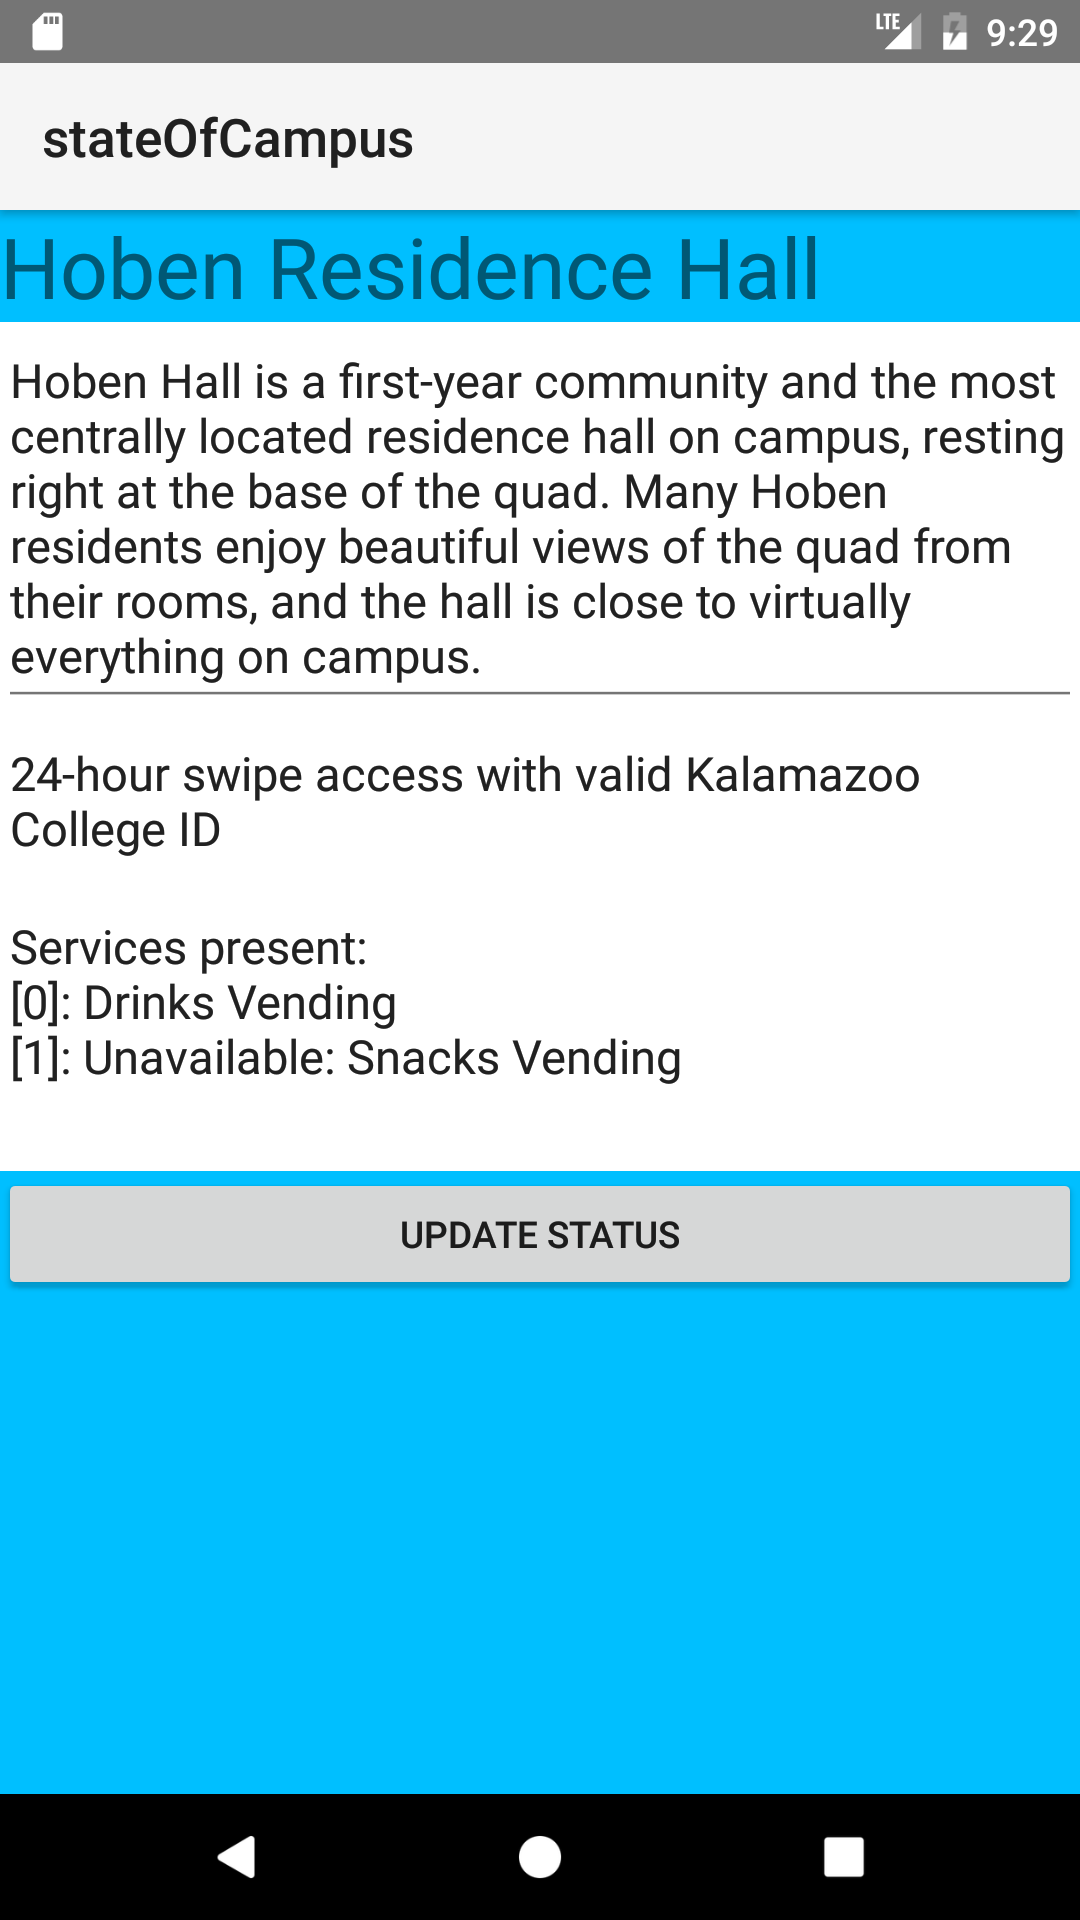 LTE 9:29
stateOfCampus
Hoben Residence Hall
Hoben Hall is a first-year community and the most
centrally located residence hall on campus, resting
right at the base of the quad. Many Hoben
residents enjoy beautiful views of the quad from
their rooms, and the hall is close to virtually
everything on campus.
24-hour swipe access with valid Kalamazoo
College ID
Services present:
[0]: Drinks Vending
[1]: Unavailable: Snacks Vending
UPDATE STATUS